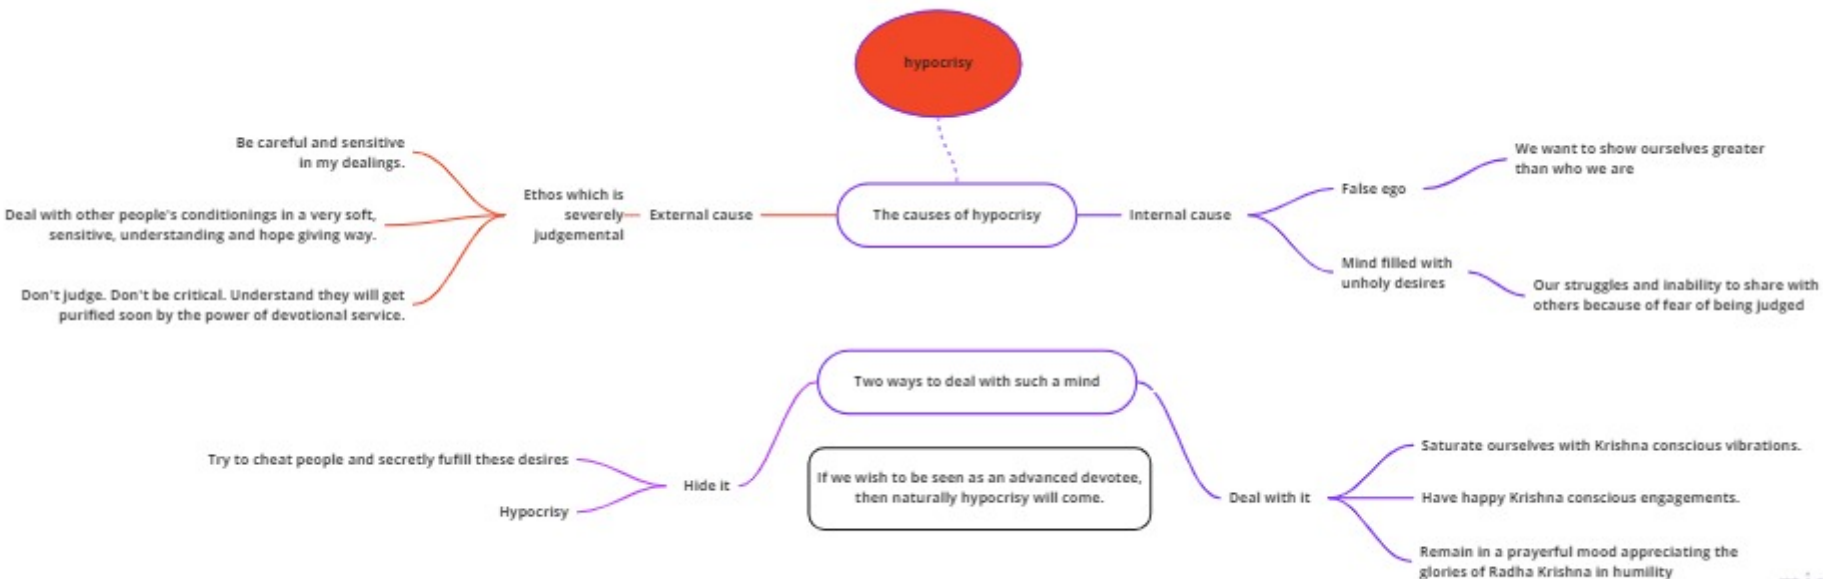 hypocrisy
Be careful and sensitive
in my dealings.
Deal with other people's conditionings in a very soft,
sensitive, understanding and hope giving way.
Don't judge. Don't be critical. Understand they will get
purified soon by the power of devotional service.
Ethos which is
severely
judgemental
External cause
The causes of hypocrisy
Internal cause
False ego
We want to show ourselves greater
than who we are
Mind filled with
unholy desires
Our struggles and inability to share with
others because of fear of being judged
Two ways to deal with such a mind
Try to cheat people and secretly fufill these desires
Hypocrisy
Hide it
If we wish to be seen as an advanced devotee,
then naturally hypocrisy will come.
Deal with it
Saturate ourselves with Krishna conscious vibrations.
Have happy Krishna conscious engagements.
Remain in a prayerful mood appreciating the
glories of Radha Krishna in humility